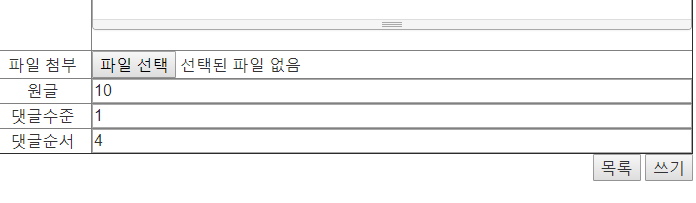 파일 첨부 파일 선택 선택된 파일 없음
원글 10
댓글수준 1
댓글순서 4
목록 쓰기